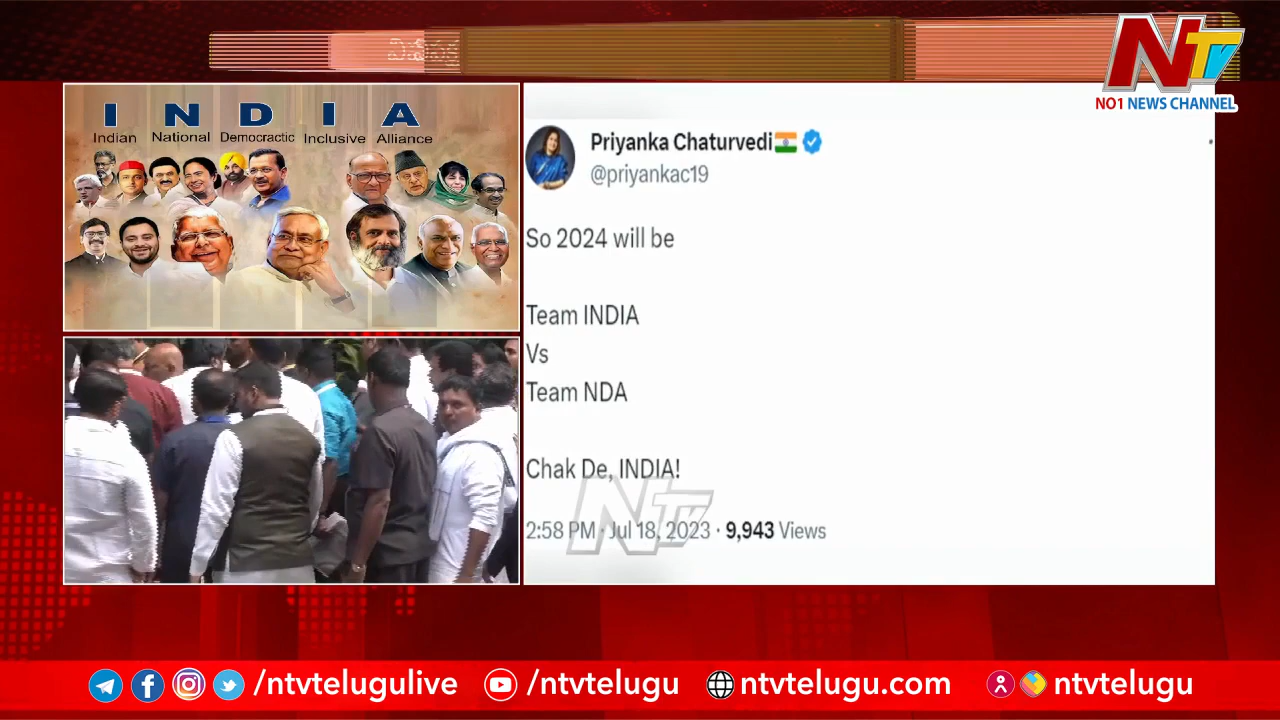 NTV
NO1 NEWS CHANNEL
I N D I A
Indian National Democractic Inclusive Alliance
Priyanka Chaturvedi
@priyankac19
So 2024 will be
Team INDIA
Vs
Team NDA
Chak De, INDIA!
2:58 PM · Jul 18, 2023 · 9,943 Views
NTV
/ntvtelugulive
/ntvtelugu
ntvtelugu.com
ntvtelugu